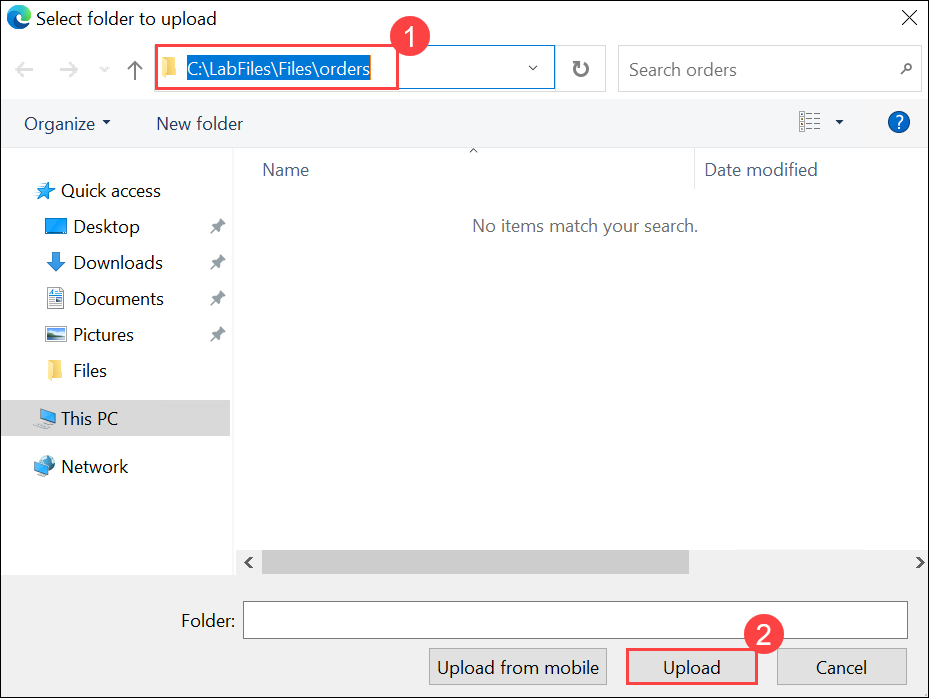 Select folder to upload
1
C:\LabFiles\Files\orders
Search orders
Organize
New folder
?
Name
Date modified
No items match your search.
Quick access
Desktop
Downloads
Documents
Pictures
Files
This PC
Network
Folder:
2
Upload from mobile
Upload
Cancel